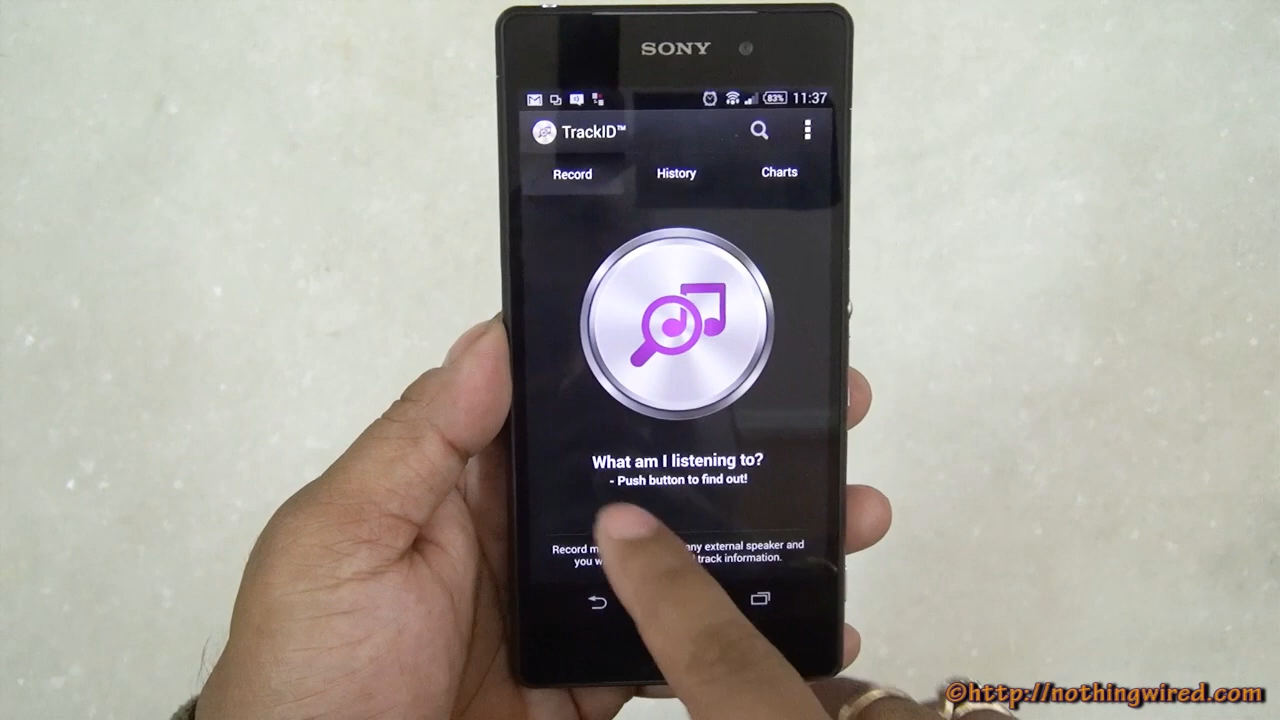 SONY
83% 11:37
TrackID™
Record History Charts
What am I listening to?
- Push button to find out!
Record any external speaker and
you track information.
©http://nothingwired.com